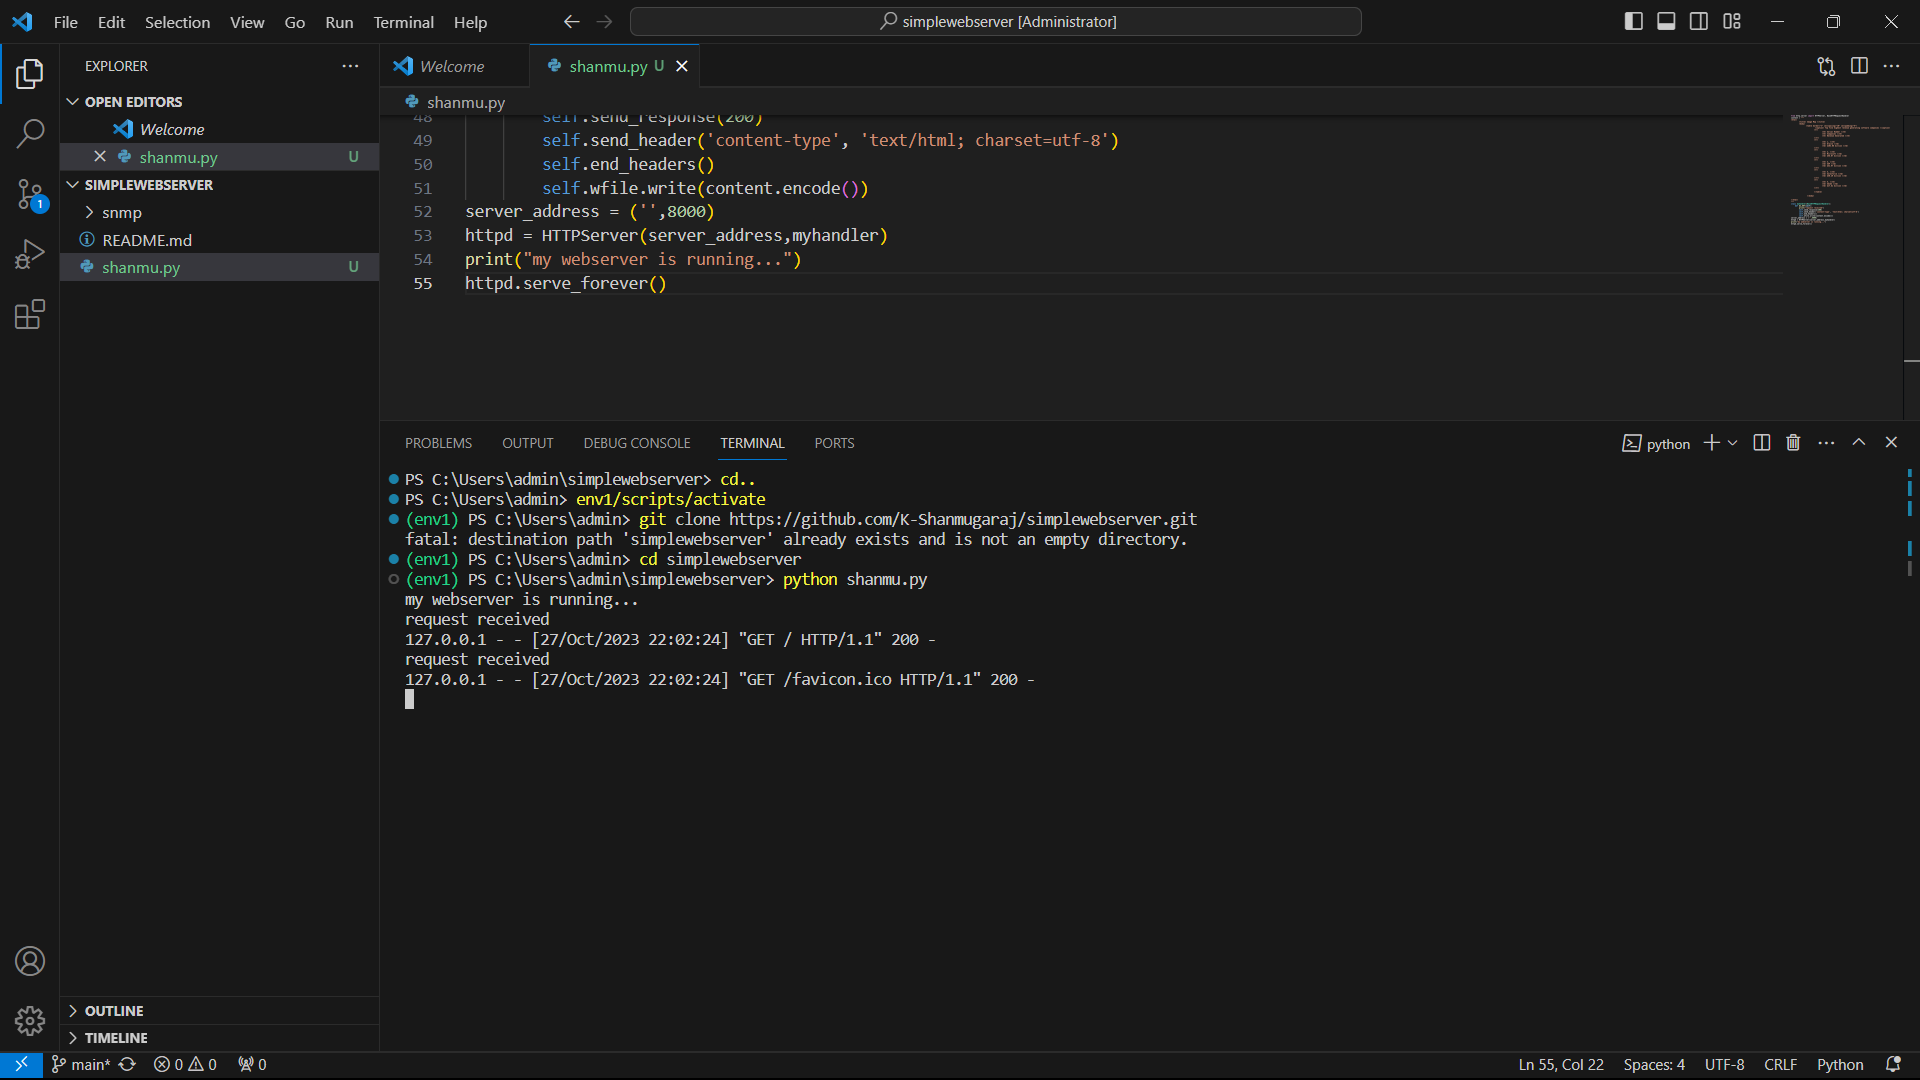 File Edit Selection View Go Run Terminal Help
simplewebserver [Administrator]
EXPLORER
OPEN EDITORS
Welcome
shanmu.py U
SIMPLEWEBSERVER
snmp
README.md
shanmu.py U
1
OUTLINE
TIMELINE
Welcome
shanmu.py U
shanmu.py
48 self.send_response(200)
49 self.send_header('content-type', 'text/html; charset=utf-8')
50 self.end_headers()
51 self.wfile.write(content.encode())
52 server_address = ('',8000)
53 httpd = HTTPServer(server_address,myhandler)
54 print("my webserver is running...")
55 httpd.serve_forever()
PROBLEMS OUTPUT DEBUG CONSOLE TERMINAL PORTS
python
PS C:\Users\admin\simplewebserver> cd..
PS C:\Users\admin> env1/scripts/activate
(env1) PS C:\Users\admin> git clone https://github.com/K-Shanmugaraj/simplewebserver.git
fatal: destination path 'simplewebserver' already exists and is not an empty directory.
(env1) PS C:\Users\admin> cd simplewebserver
(env1) PS C:\Users\admin\simplewebserver> python shanmu.py
my webserver is running...
request received
127.0.0.1 - - [27/Oct/2023 22:02:24] "GET / HTTP/1.1" 200 -
request received
127.0.0.1 - - [27/Oct/2023 22:02:24] "GET /favicon.ico HTTP/1.1" 200 -
main* 0 0 0
Ln 55, Col 22 Spaces: 4 UTF-8 CRLF Python